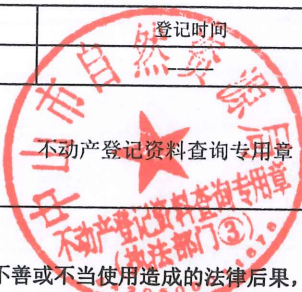 登记时间
中山市自然资源局
不动产登记资料查询专用章
不动产登记资料查询专用章
(执法部门③)
不善或不当使用造成的法律后果,